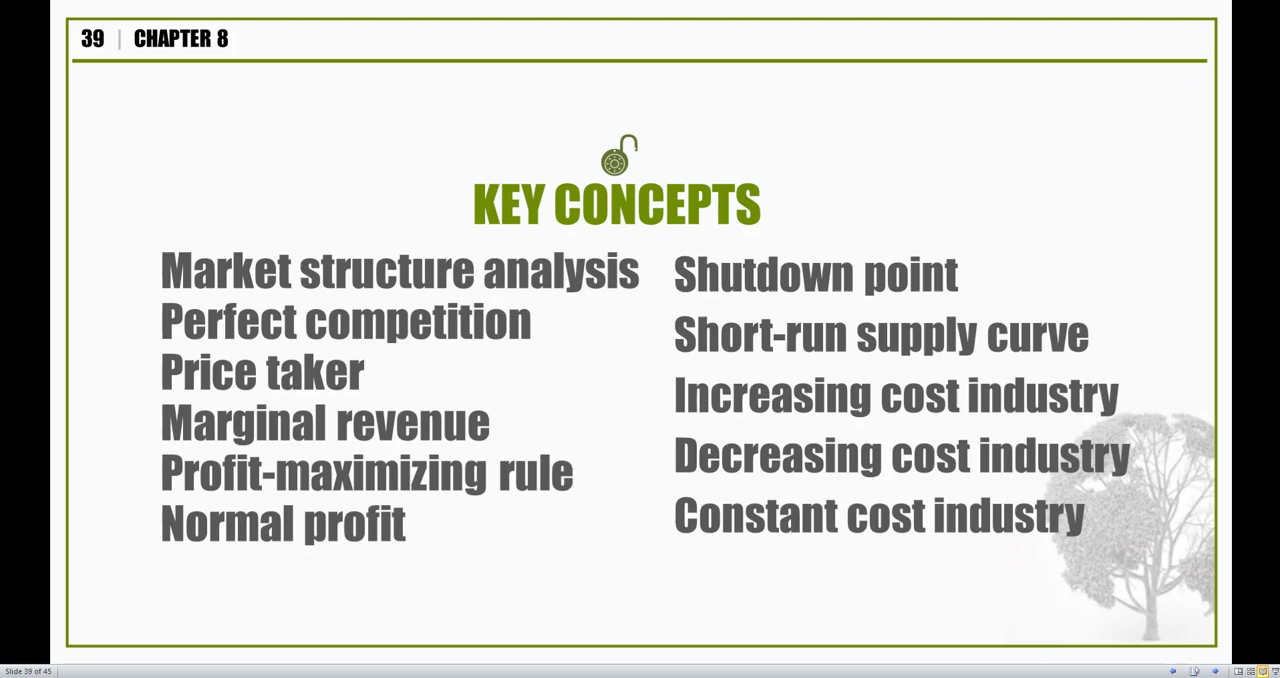 39 | CHAPTER 8
KEY CONCEPTS
Market structure analysis
Perfect competition
Price taker
Marginal revenue
Profit-maximizing rule
Normal profit
Shutdown point
Short-run supply curve
Increasing cost industry
Decreasing cost industry
Constant cost industry
Slide 39 of 45